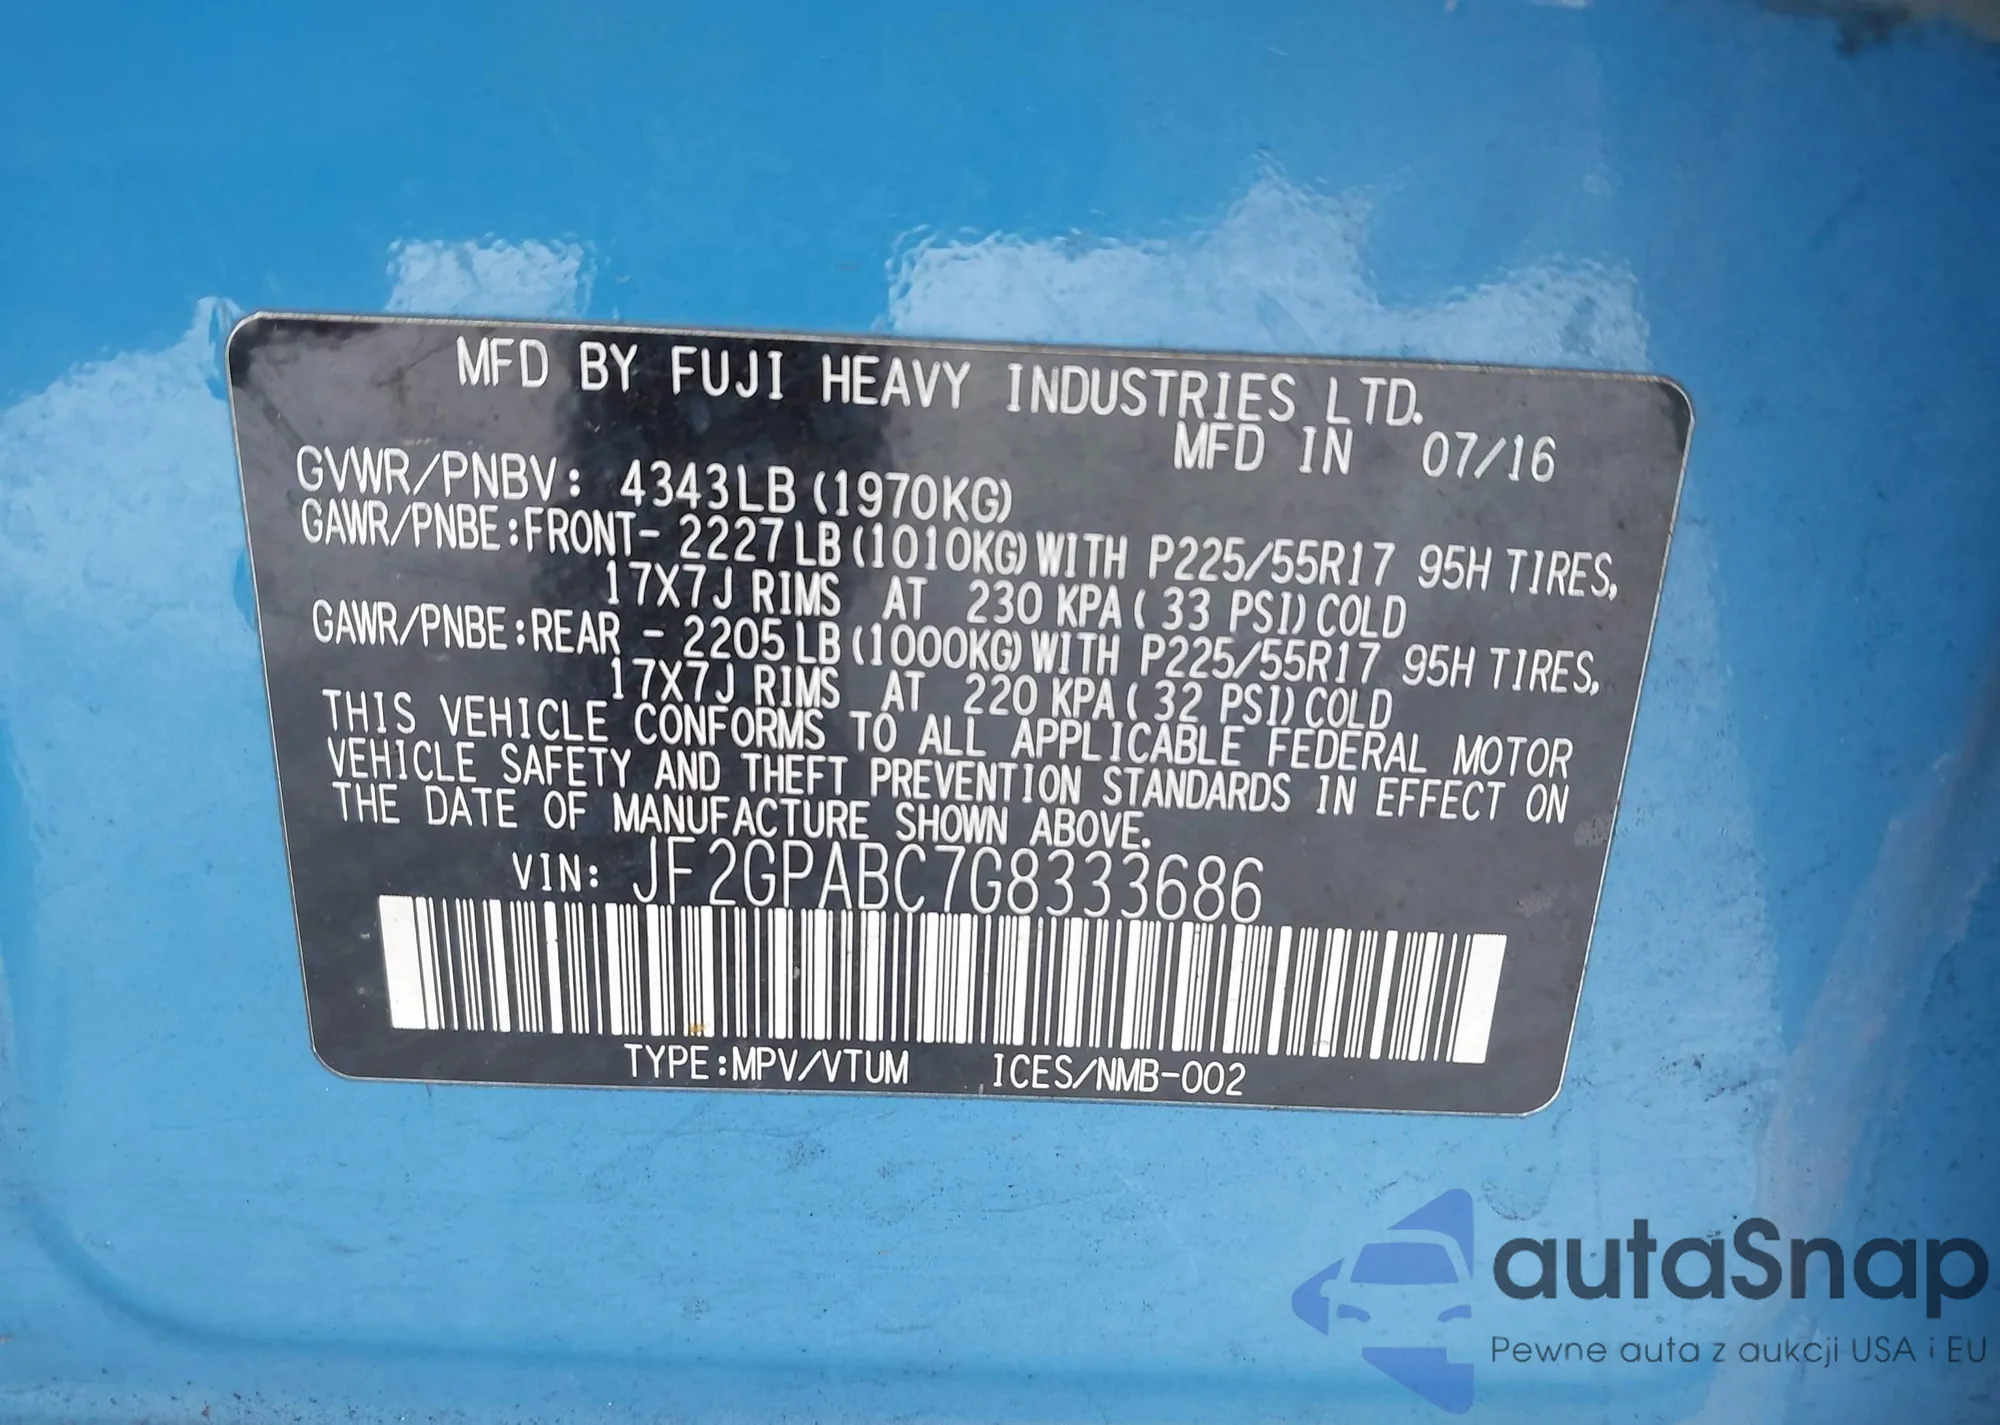 MFD BY FUJI HEAVY INDUSTRIES LTD.
MFD IN 07/16
GVWR/PNBV: 4343LB (1970KG)
GAWR/PNBE:FRONT- 2227LB (1010KG) WITH P225/55R17 95H TIRES,
17X7J RIMS AT 230 KPA ( 33 PSI) COLD
GAWR/PNBE:REAR - 2205LB (1000KG) WITH P225/55R17 95H TIRES,
17X7J RIMS AT 220 KPA ( 32 PSI) COLD
THIS VEHICLE CONFORMS TO ALL APPLICABLE FEDERAL MOTOR
VEHICLE SAFETY AND THEFT PREVENTION STANDARDS IN EFFECT ON
THE DATE OF MANUFACTURE SHOWN ABOVE.
VIN: JF2GPABC7G8333686
TYPE:MPV/VTUM ICES/NMB-002
autaSnap
Pewne auta z aukcji USA i EU